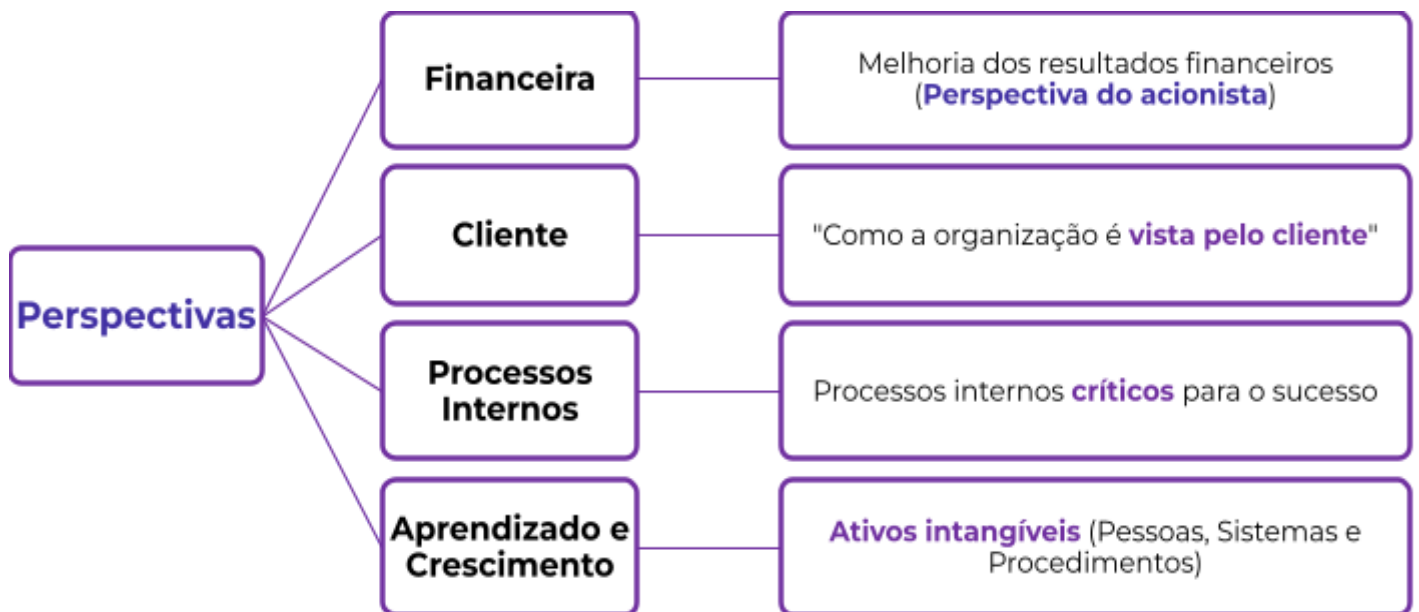 Perspectivas
Financeira
Melhoria dos resultados financeiros
(Perspectiva do acionista)
Cliente
"Como a organização é vista pelo cliente"
Processos
Internos
Processos internos críticos para o sucesso
Aprendizado e
Crescimento
Ativos intangíveis (Pessoas, Sistemas e
Procedimentos)